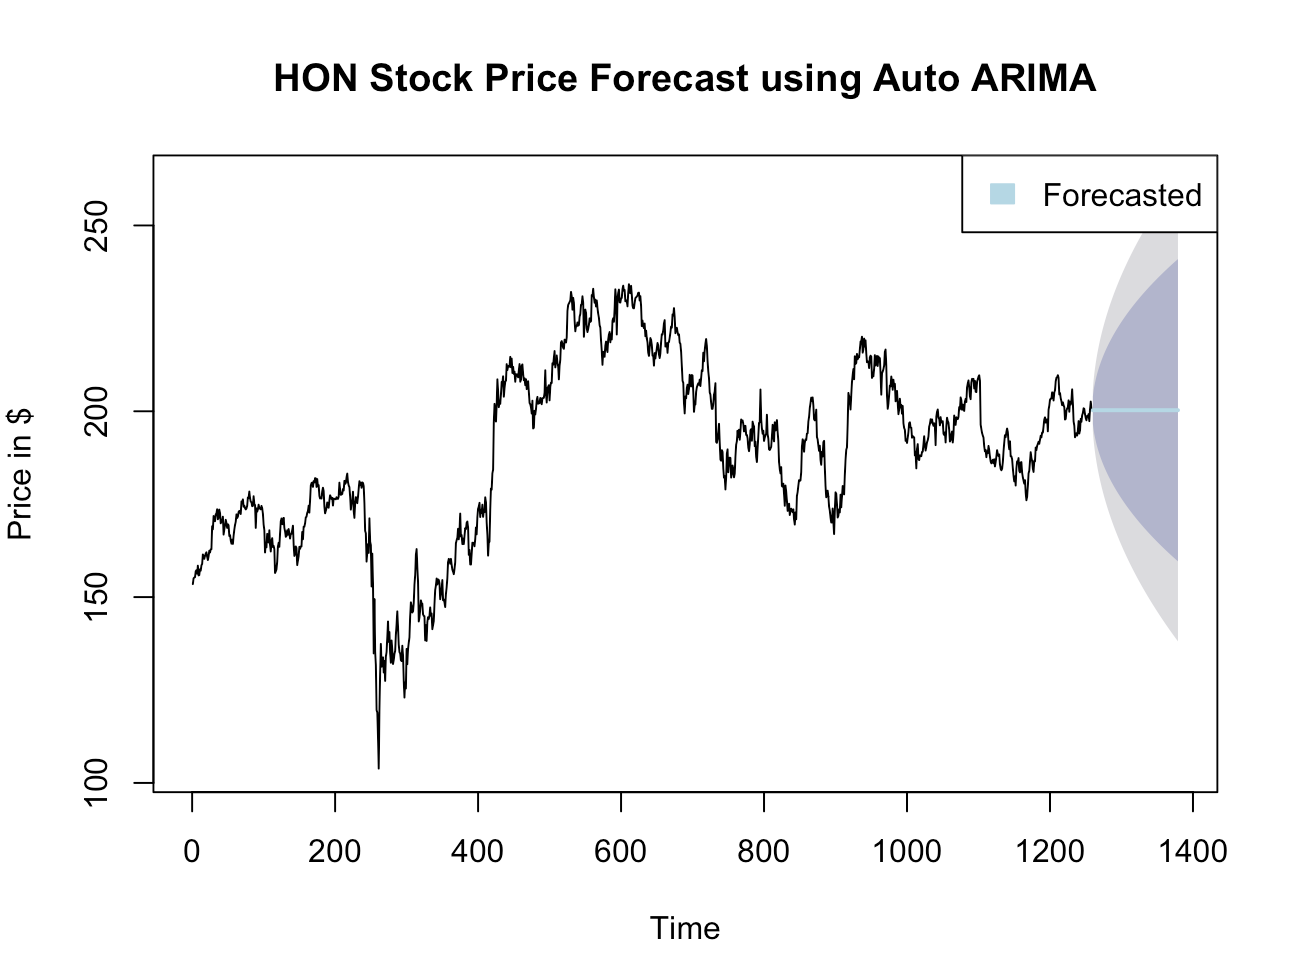 HON Stock Price Forecast using Auto ARIMA
Forecasted
Price in $
250
200
150
100
0 200 400 600 800 1000 1200 1400
Time